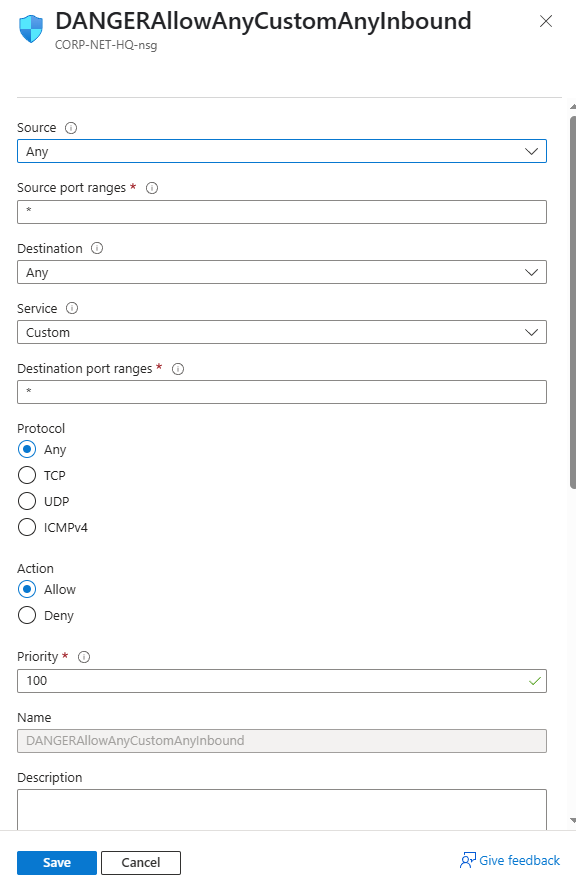 DANGERAllowAnyCustomAnyInbound
CORP-NET-HQ-nsg
Source
Any
Source port ranges *
*
Destination
Any
Service
Custom
Destination port ranges *
*
Protocol
Any
TCP
UDP
ICMPv4
Action
Allow
Deny
Priority *
100
Name
DANGERAllowAnyCustomAnyInbound
Description
Save
Cancel
Give feedback